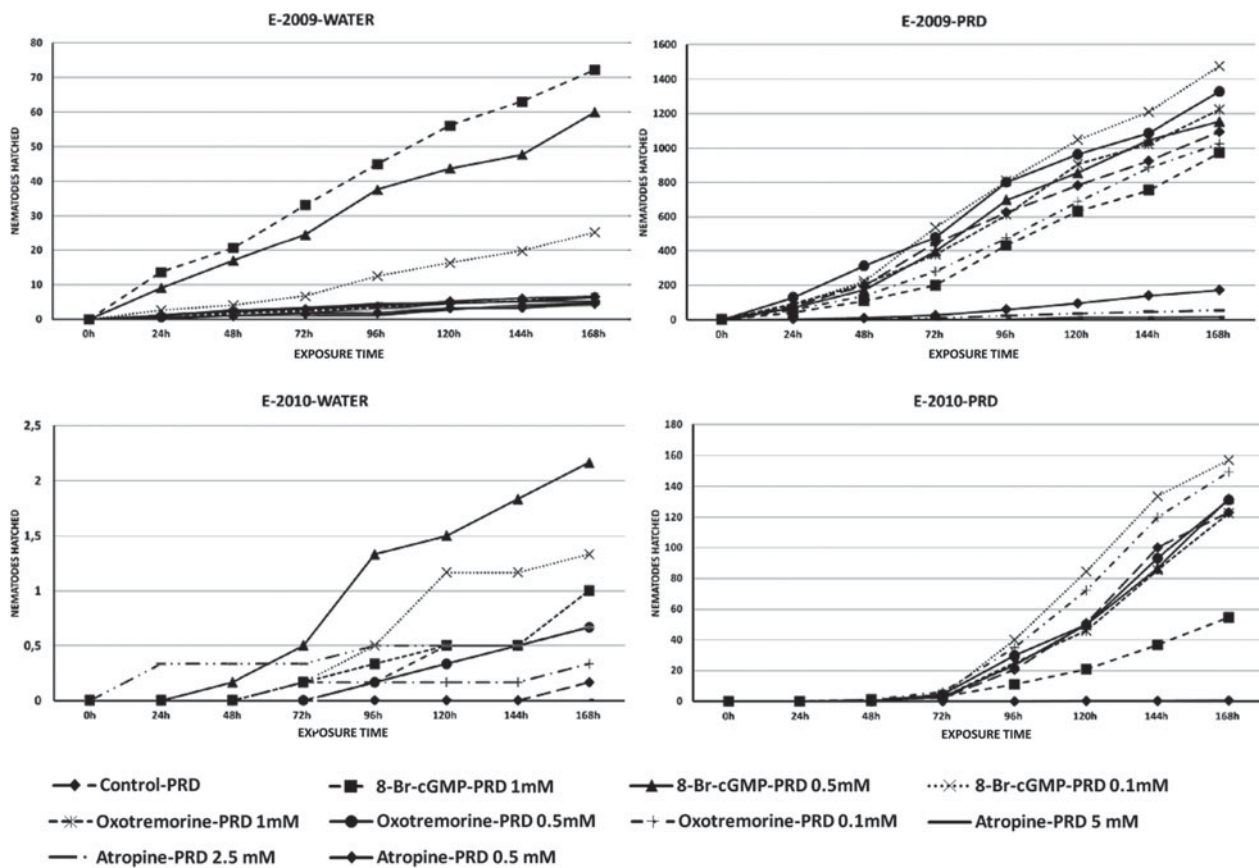 E-2009-WATER
NEMATODES HATCHED
80
70
60
50
40
30
20
10
0
0h 24h 48h 72h 96h 120h 144h 168h
EXPOSURE TIME
E-2009-PRD
NEMATODES HATCHED
1600
1400
1200
1000
800
600
400
200
0
0h 24h 48h 72h 96h 120h 144h 168h
EXPOSURE TIME
E-2010-WATER
NEMATODES HATCHED
2,5
2
1,5
1
0,5
0
0h 24h 48h 72h 96h 120h 144h 168h
EXPOSURE TIME
E-2010-PRD
NEMATODES HATCHED
180
160
140
120
100
80
60
40
20
0
0h 24h 48h 72h 96h 120h 144h 168h
EXPOSURE TIME
Control-PRD 8-Br-cGMP-PRD 1mM 8-Br-cGMP-PRD 0.5mM 8-Br-cGMP-PRD 0.1mM
Oxotremorine-PRD 1mM Oxotremorine-PRD 0.5mM Oxotremorine-PRD 0.1mM Atropine-PRD 5 mM
Atropine-PRD 2.5 mM Atropine-PRD 0.5 mM